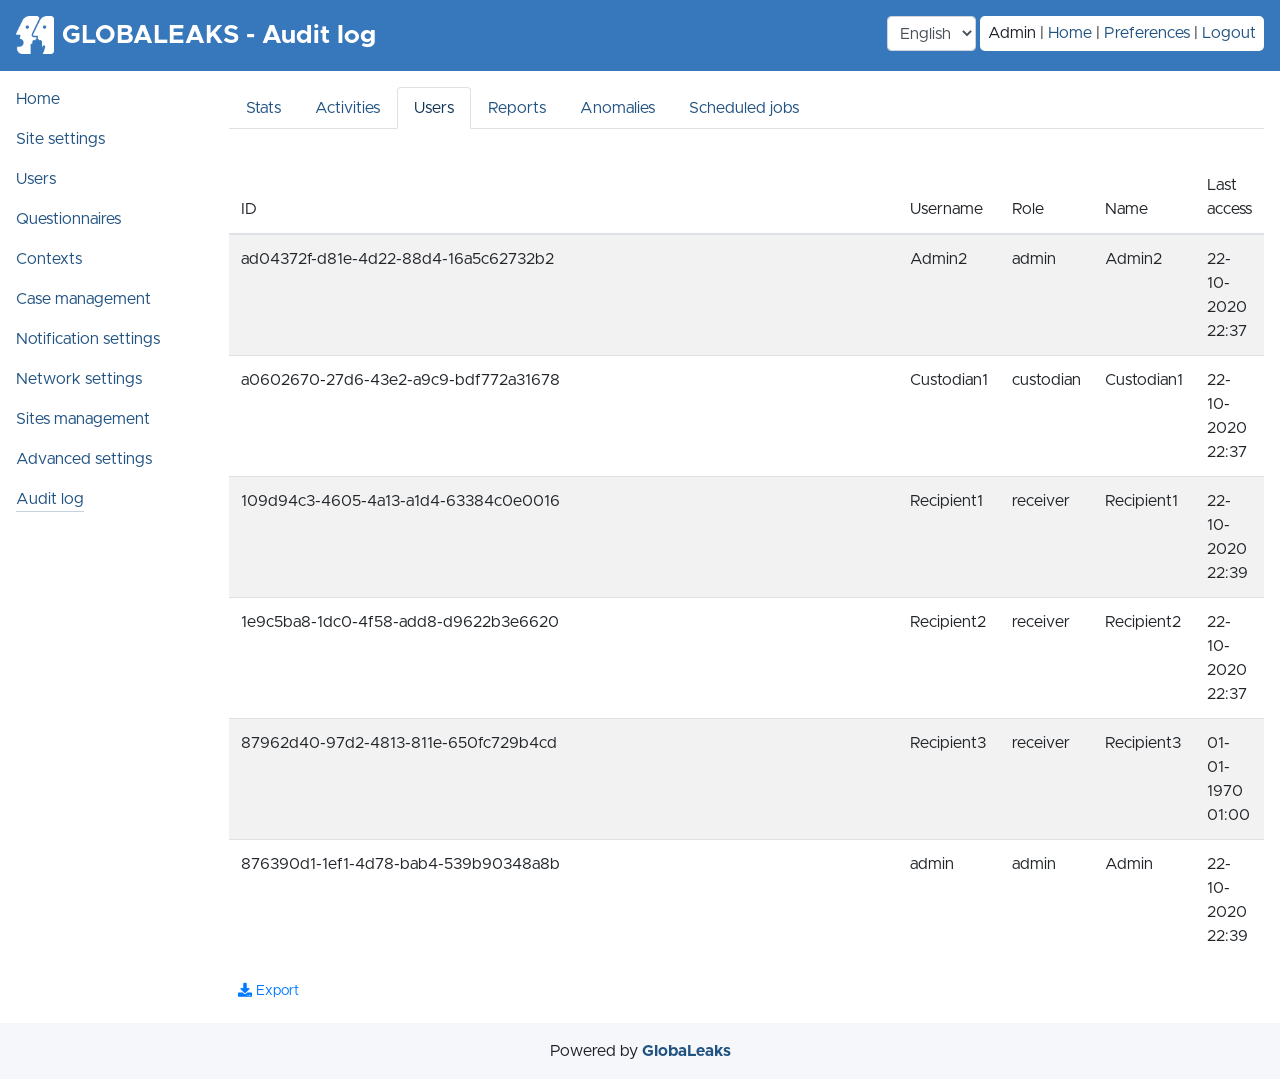 GLOBALEAKS - Audit log
English
Admin | Home | Preferences | Logout
Home
Site settings
Users
Questionnaires
Contexts
Case management
Notification settings
Network settings
Sites management
Advanced settings
Audit log
Stats Activities Users Reports Anomalies Scheduled jobs
ID Username Role Name Last access
ad04372f-d81e-4d22-88d4-16a5c62732b2 Admin2 admin Admin2 22-10-2020 22:37
a0602670-27d6-43e2-a9c9-bdf772a31678 Custodian1 custodian Custodian1 22-10-2020 22:37
109d94c3-4605-4a13-a1d4-63384c0e0016 Recipient1 receiver Recipient1 22-10-2020 22:39
1e9c5ba8-1dc0-4f58-add8-d9622b3e6620 Recipient2 receiver Recipient2 22-10-2020 22:37
87962d40-97d2-4813-811e-650fc729b4cd Recipient3 receiver Recipient3 01-01-1970 01:00
876390d1-1ef1-4d78-bab4-539b90348a8b admin admin Admin 22-10-2020 22:39
Export
Powered by GlobaLeaks